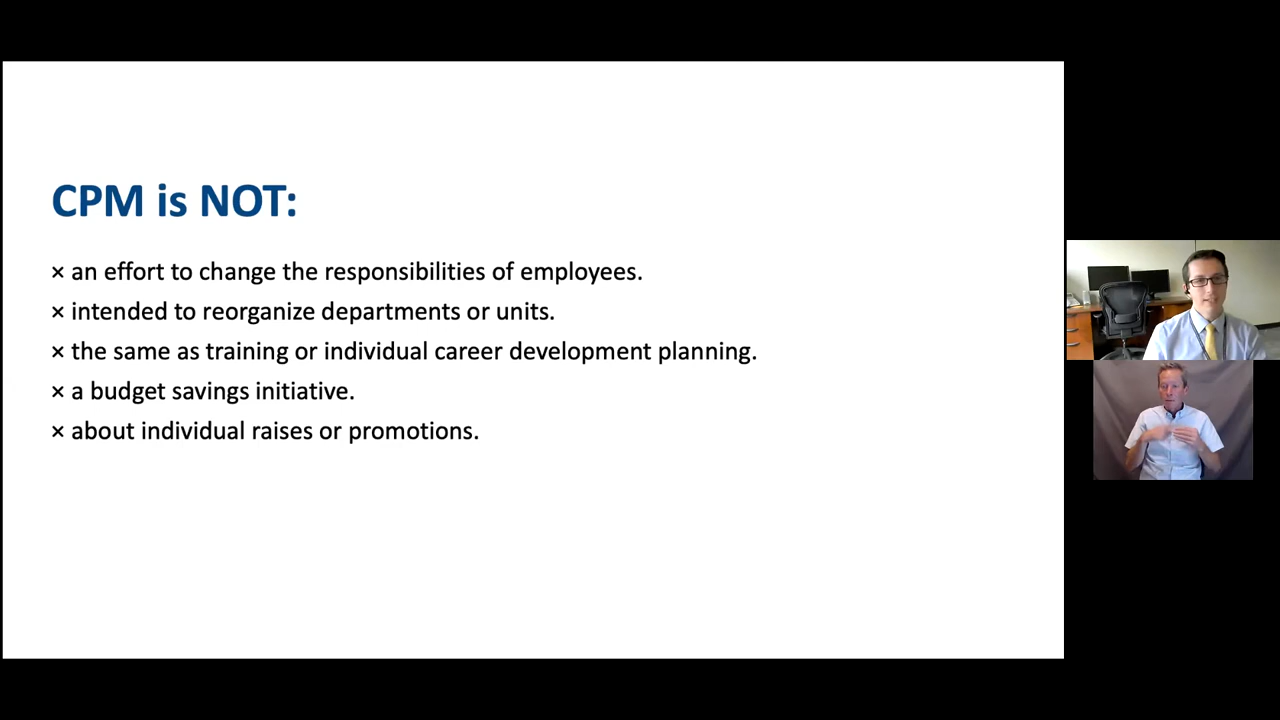 CPM is NOT:
× an effort to change the responsibilities of employees.
× intended to reorganize departments or units.
× the same as training or individual career development planning.
× a budget savings initiative.
× about individual raises or promotions.